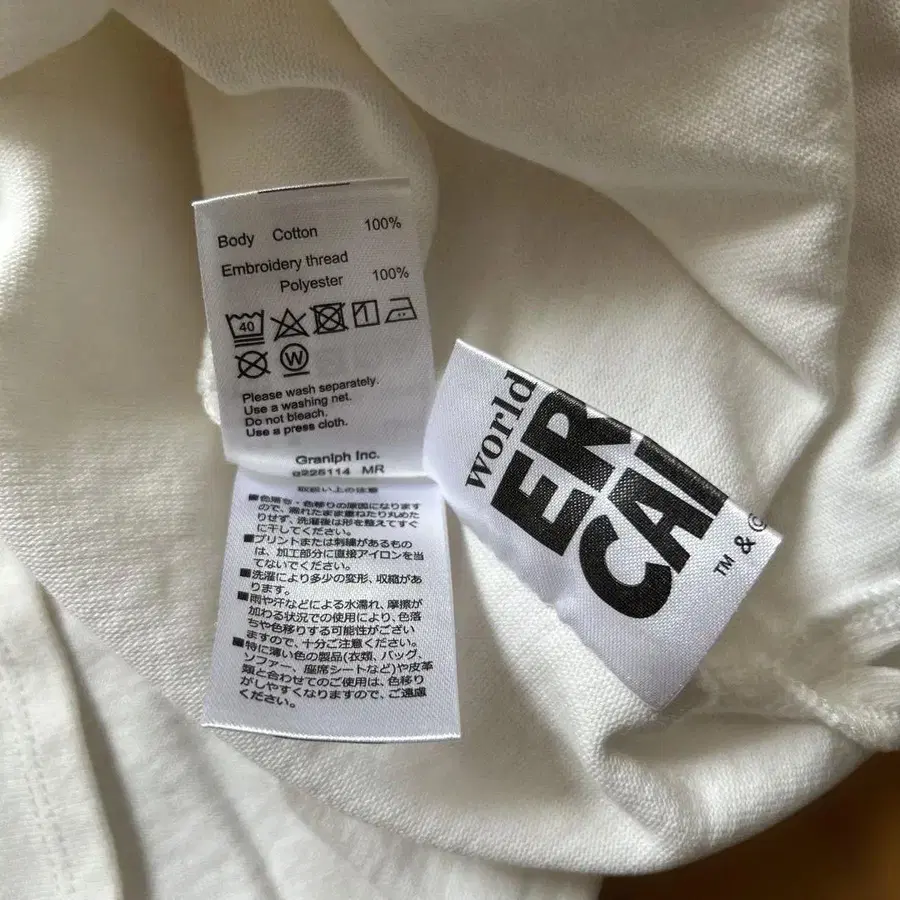 Body Cotton 100%
Embroidery thread
Polyester 100%
40
W
Please wash separately.
Use a washing net.
Do not bleach.
Use a press cloth.
Graniph Inc.
g226114 MR
取扱い上の注意
■色落ち・色移りの原因になりますので、濡れたまま重ねたり丸めたりせず、洗濯後は形を整えてすぐに干してください。
■プリントまたは刺繍があるものは、加工部分に直接アイロンを当てないでください。
■洗濯により多少の変形、収縮があります。
■雨や汗などによる水濡れ、摩擦が加わる状況での使用により、色落ちや色移りする可能性がございますので、十分ご注意ください。
■特に薄い色の製品(衣類、バッグ、ソファー、座席シートなど)や皮革類と合わせてのご使用は、色移りがしやすくなりますので、ご遠慮ください。
world
ER
CA
™ & ©